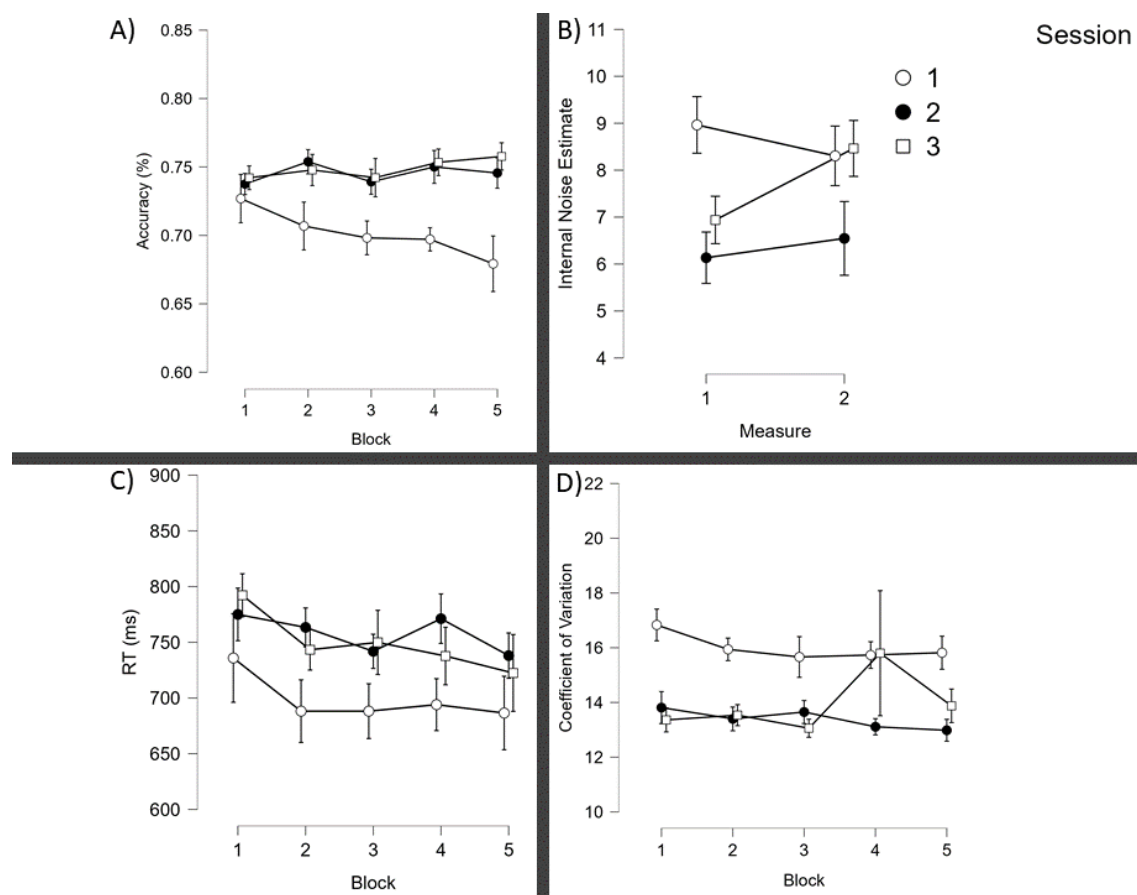 A)
0.85
0.80
0.75
0.70
0.65
0.60
Accuracy (%)
1 2 3 4 5
Block
B)
11
10
9
8
7
6
5
4
Internal Noise Estimate
1 2
Measure
Session
1
2
3
C)
900
850
800
750
700
650
600
RT (ms)
1 2 3 4 5
Block
D)
22
20
18
16
14
12
10
Coefficient of Variation
1 2 3 4 5
Block